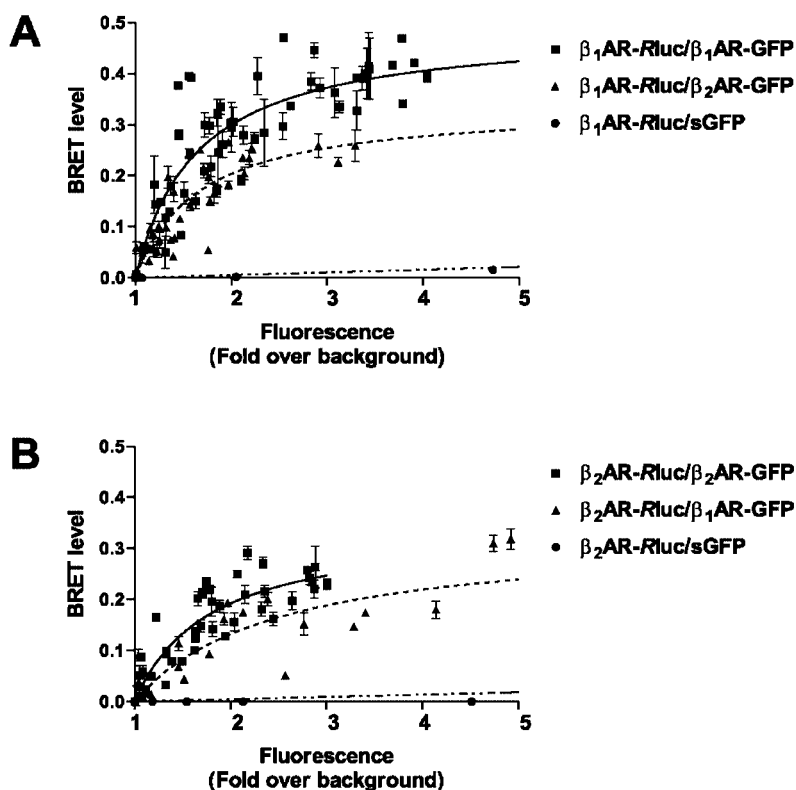 A
0.5
0.4
0.3
0.2
0.1
0.0
BRET level
1 2 3 4 5
Fluorescence
(Fold over background)
β₁AR-Rluc/β₁AR-GFP
β₁AR-Rluc/β₂AR-GFP
β₁AR-Rluc/sGFP
B
0.5
0.4
0.3
0.2
0.1
0.0
BRET level
1 2 3 4 5
Fluorescence
(Fold over background)
β₂AR-Rluc/β₂AR-GFP
β₂AR-Rluc/β₁AR-GFP
β₂AR-Rluc/sGFP